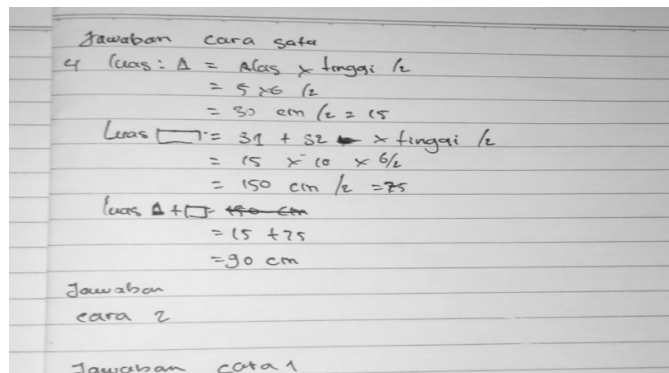 Jawaban cara satu
4 luas : Δ = Alas x tinggi /2
= 5 x 6 /2
= 30 cm /2 = 15
Luas ▭ = S1 + S2 x tinggi /2
= 15 x 10 x 6/2
= 150 cm /2 = 75
luas Δ + ▭ = 150 cm
= 15 + 75
= 90 cm
Jawaban
cara 2
Jawaban cara 1